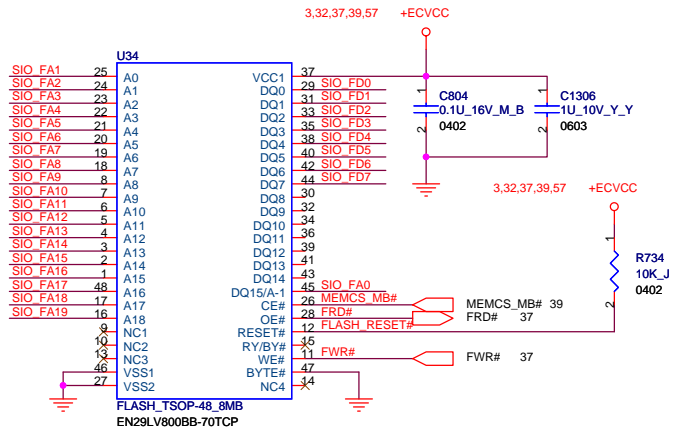 3,32,37,39,57 +ECVCC
U34
SIO_FA1 25 A0 VCC1 37
SIO_FA2 24 A1 DQ0 29 SIO_FD0
SIO_FA3 23 A2 DQ1 31 SIO_FD1
SIO_FA4 22 A3 DQ2 33 SIO_FD2
SIO_FA5 21 A4 DQ3 35 SIO_FD3
SIO_FA6 20 A5 DQ4 38 SIO_FD4
SIO_FA7 19 A6 DQ5 40 SIO_FD5
SIO_FA8 18 A7 DQ6 42 SIO_FD6
SIO_FA9 8 A8 DQ7 44 SIO_FD7
SIO_FA10 7 A9 DQ8 30
SIO_FA11 6 A10 DQ9 32
SIO_FA12 5 A11 DQ10 34
SIO_FA13 4 A12 DQ11 36
SIO_FA14 3 A13 DQ12 39
SIO_FA15 2 A14 DQ13 41
SIO_FA16 1 A15 DQ14 43
SIO_FA17 48 A16 DQ15/A-1 45 SIO_FA0
SIO_FA18 17 A17 CE# 26 MEMCS_MB# MEMCS_MB# 39
SIO_FA19 16 A18 OE# 28 FRD# FRD# 37
9 NC1 RESET# 12 FLASH_RESET#
10 NC2 RY/BY# 15
13 NC3 WE# 11 FWR# FWR# 37
46 VSS1 BYTE# 47
27 VSS2 NC4 14
FLASH_TSOP-48_8MB
EN29LV800BB-70TCP
1
C804
0.1U_16V_M_B
2
0402
1
C1306
1U_10V_Y_Y
2
0603
3,32,37,39,57 +ECVCC
1
R734
10K_J
0402
2